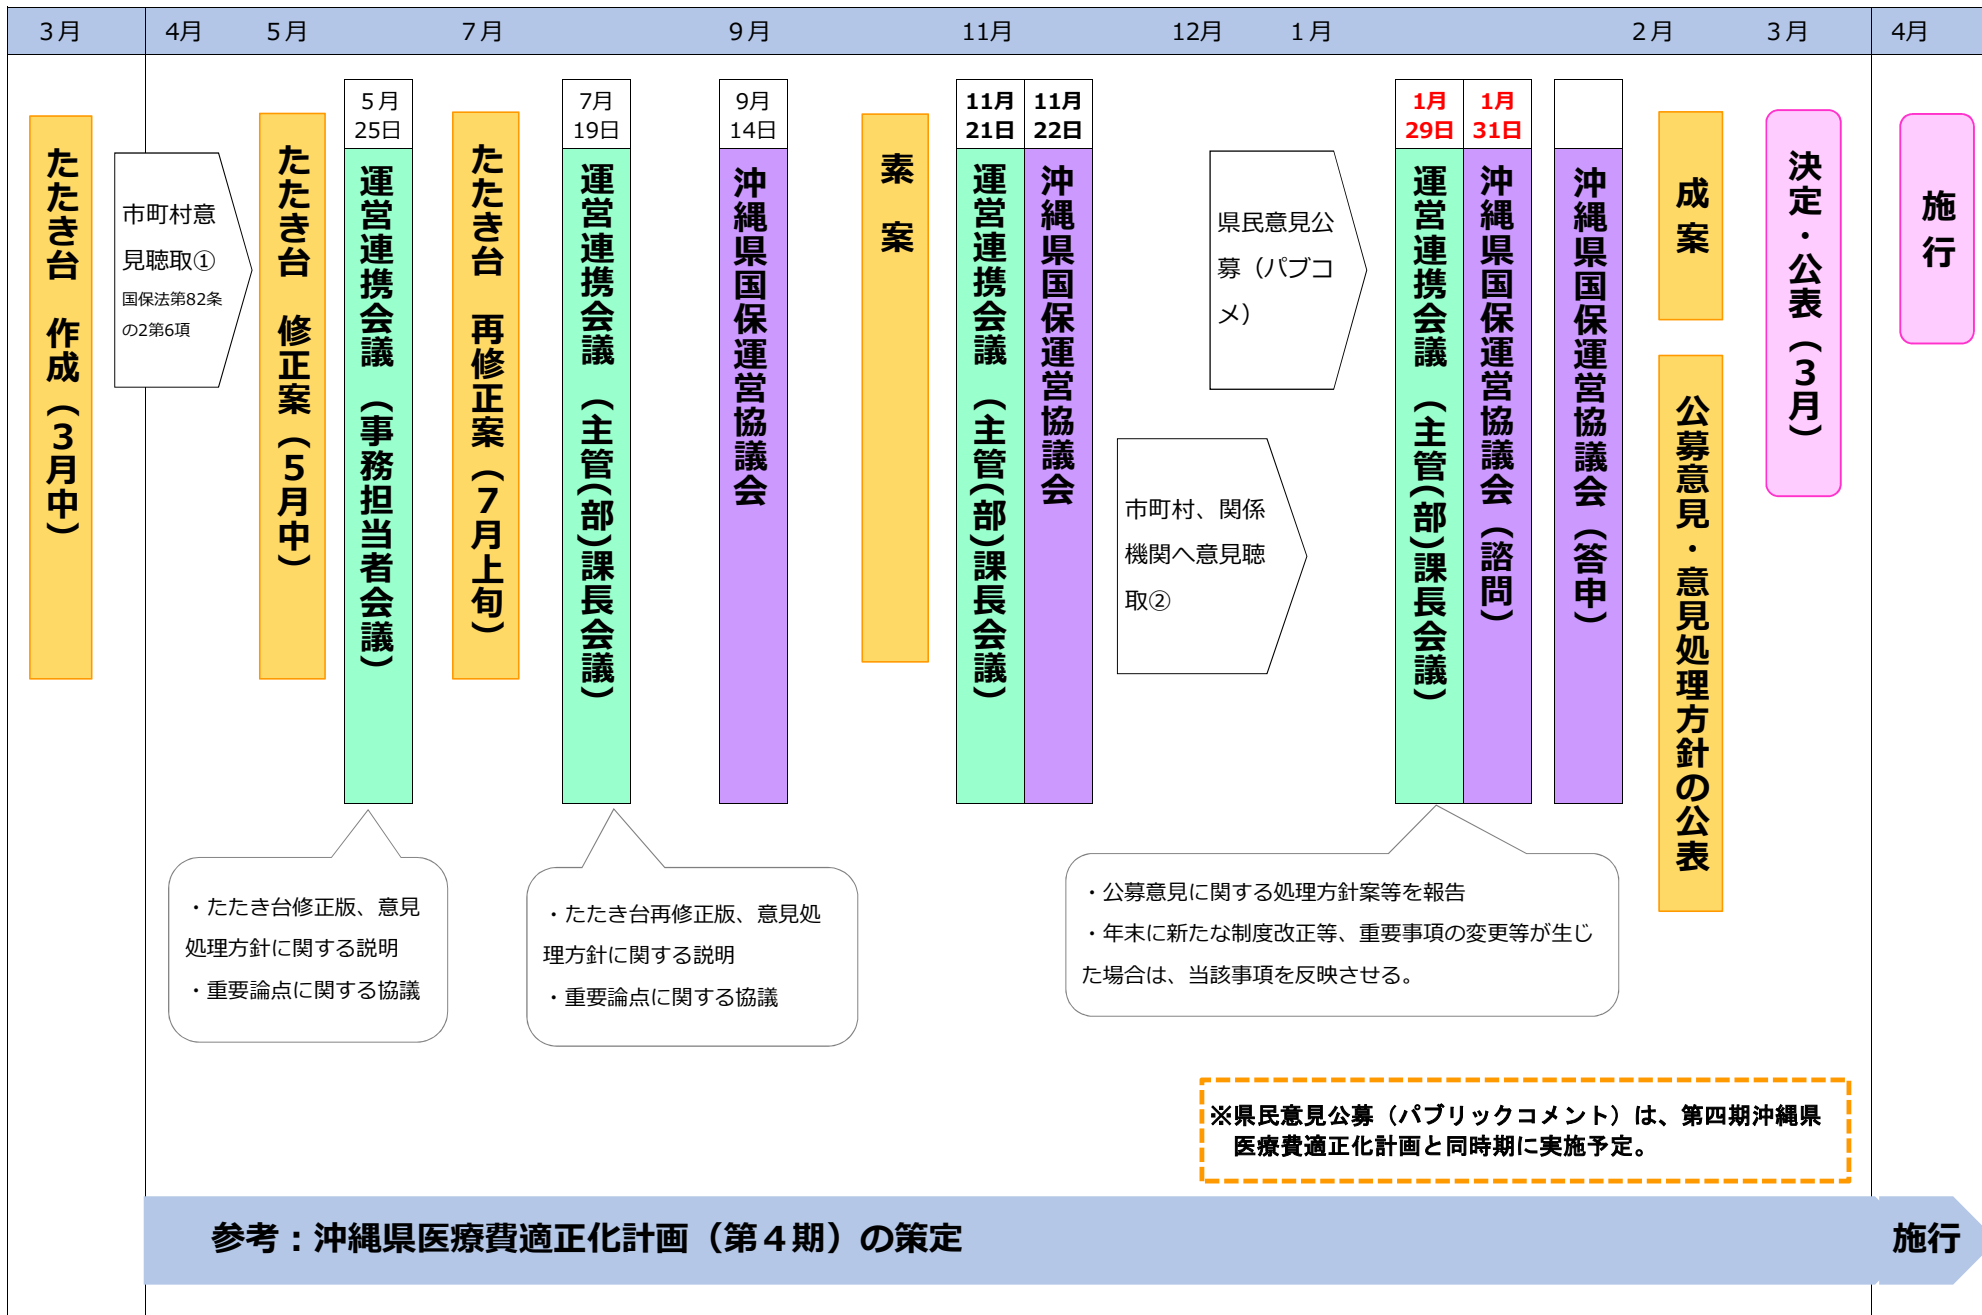 3月 4月 5月 7月 9月 11月 12月 1月 2月 3月 4月
たたき台 作成（3月中）
市町村意
見聴取①
国保法第82条
の2第6項
たたき台 修正案（5月中）
5月
25日
運営連携会議 （事務担当者会議）
たたき台 再修正案（7月上旬）
7月
19日
運営連携会議 （主管(部)課長会議）
9月
14日
沖縄県国保運営協議会
素案
11月
21日
運営連携会議 （主管(部)課長会議）
11月
22日
沖縄県国保運営協議会
県民意見公
募（パブコ
メ）
市町村、関係
機関へ意見聴
取②
1月
29日
運営連携会議 （主管(部)課長会議）
1月
31日
沖縄県国保運営協議会（諮問）
沖縄県国保運営協議会（答申）
成案
公募意見・意見処理方針の公表
決定・公表（3月）
施行
・たたき台修正版、意見
処理方針に関する説明
・重要論点に関する協議
・たたき台再修正版、意見処
理方針に関する説明
・重要論点に関する協議
・公募意見に関する処理方針案等を報告
・年末に新たな制度改正等、重要事項の変更等が生じ
た場合は、当該事項を反映させる。
※県民意見公募（パブリックコメント）は、第四期沖縄県
医療費適正化計画と同時期に実施予定。
参考：沖縄県医療費適正化計画（第４期）の策定
施行